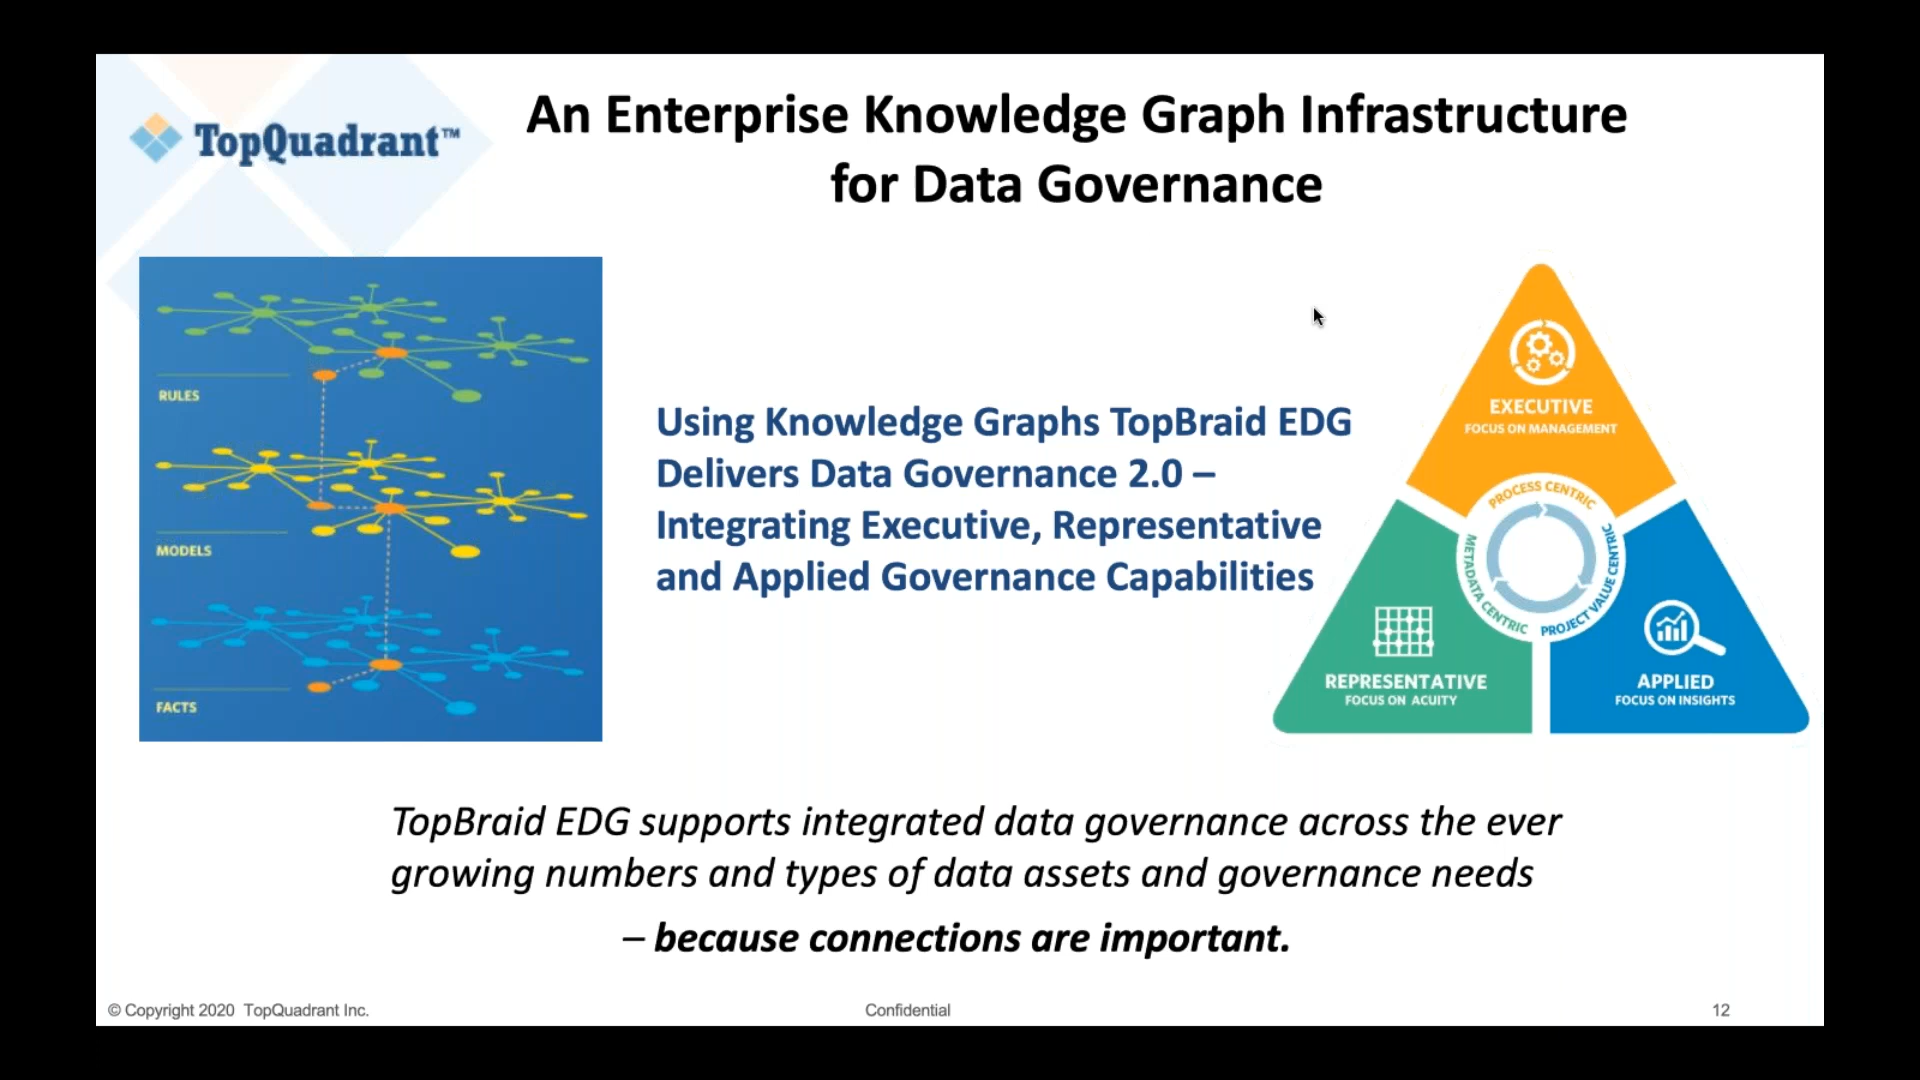 TopQuadrant™
An Enterprise Knowledge Graph Infrastructure
for Data Governance
RULES
MODELS
FACTS
Using Knowledge Graphs TopBraid EDG
Delivers Data Governance 2.0 –
Integrating Executive, Representative
and Applied Governance Capabilities
EXECUTIVE
FOCUS ON MANAGEMENT
PROCESS CENTRIC
METADATA CENTRIC
PROJECT VALUE CENTRIC
REPRESENTATIVE
FOCUS ON ACUITY
APPLIED
FOCUS ON INSIGHTS
TopBraid EDG supports integrated data governance across the ever
growing numbers and types of data assets and governance needs
– because connections are important.
© Copyright 2020 TopQuadrant Inc.
Confidential
12